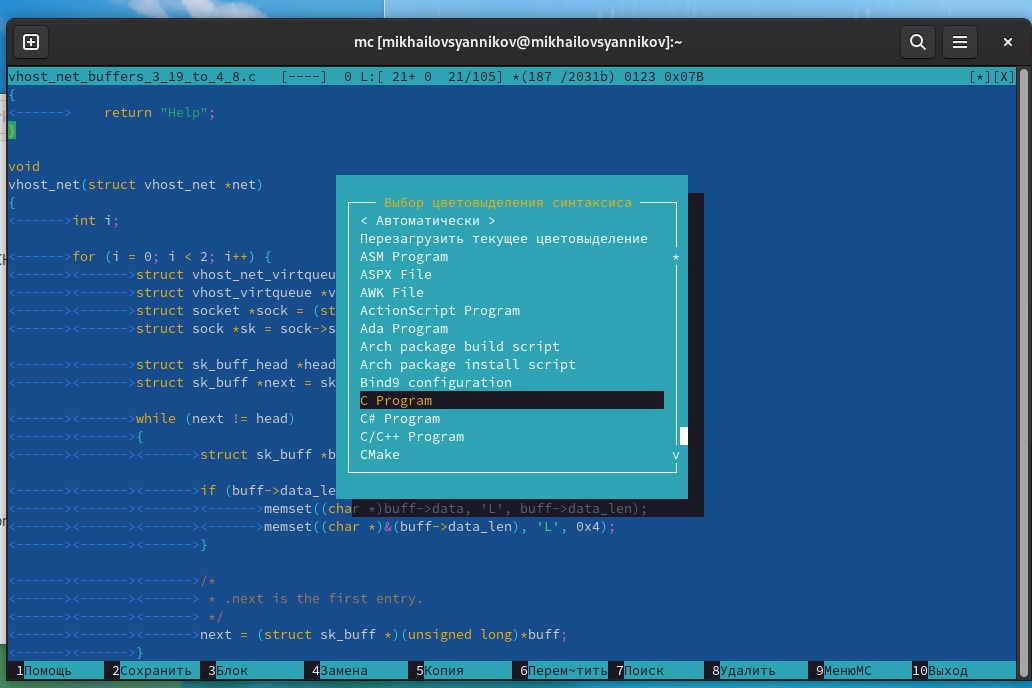 mc [mikhailovsyannikov@mikhailovsyannikov]:~
vhost_net_buffers_3_19_to_4_8.c   [----]  0 L:[ 21+ 0  21/105] *(187 /2031b) 0123 0x07B [*][X]
{
<------>    return "Help";
}
void
vhost_net(struct vhost_net *net)
{
<------>int i;
<------>for (i = 0; i < 2; i++) {
<------><------>struct vhost_net_virtqueu
<------><------>struct vhost_virtqueue *v
<------><------>struct socket *sock = (st
<------><------>struct sock *sk = sock->s
<------><------>struct sk_buff_head *head
<------><------>struct sk_buff *next = sk
<------><------>while (next != head)
<------><------>{
<------><------><------>struct sk_buff *b
<------><------><------>if (buff->data_le
<------><------><------><------>memset((char *)buff->data, 'L', buff->data_len);
<------><------><------><------>memset((char *)&(buff->data_len), 'L', 0x4);
<------><------><------>}
<------><------><------>/*
<------><------><------> * .next is the first entry.
<------><------><------> */
<------><------><------>next = (struct sk_buff *)(unsigned long)*buff;
<------><------>}
Выбор цветовыделения синтаксиса
< Автоматически >
Перезагрузить текущее цветовыделение
ASM Program
ASPX File
AWK File
ActionScript Program
Ada Program
Arch package build script
Arch package install script
Bind9 configuration
C Program
C# Program
C/C++ Program
CMake
1Помощь 2Сохранить 3Блок 4Замена 5Копия 6Перем~тить 7Поиск 8Удалить 9МенюMC 10Выход